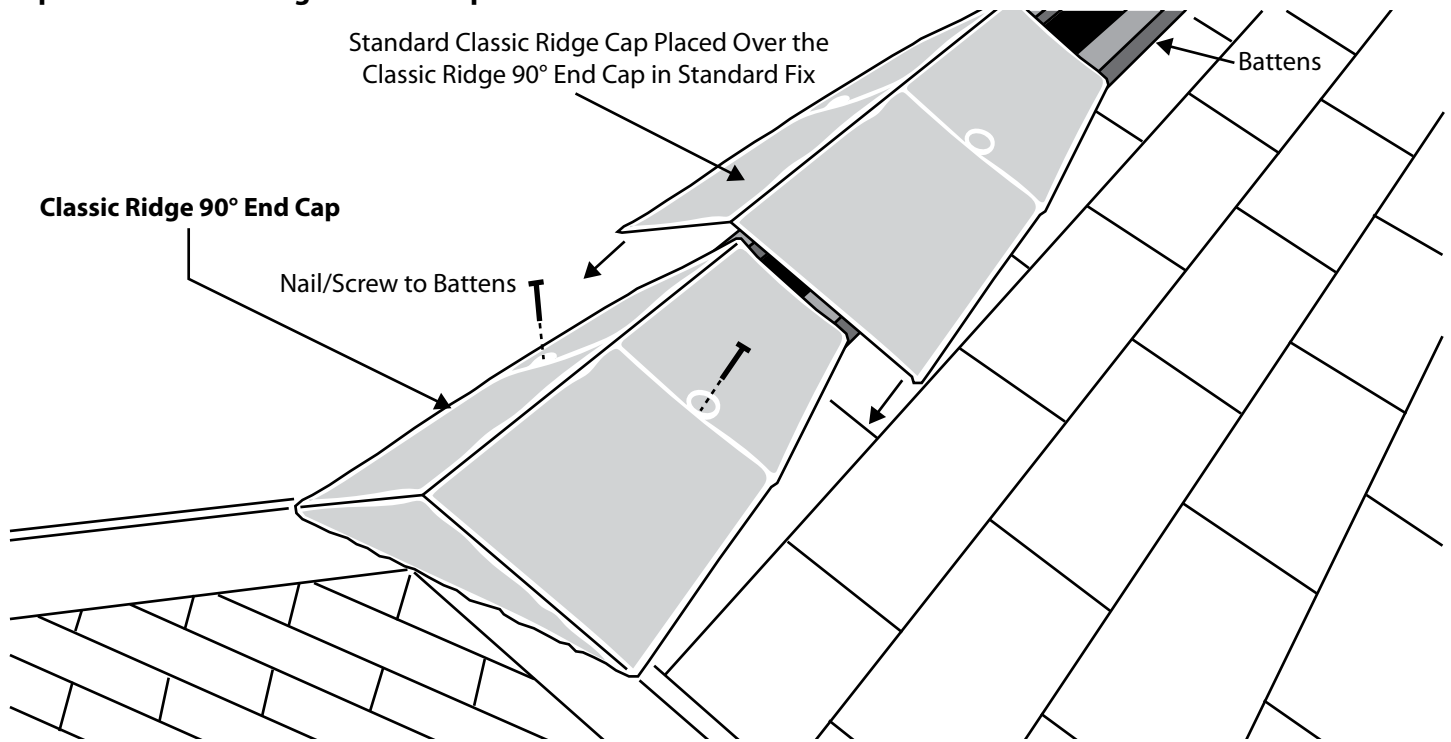 Standard Classic Ridge Cap Placed Over the
Classic Ridge 90° End Cap in Standard Fix
Battens
Classic Ridge 90° End Cap
Nail/Screw to Battens